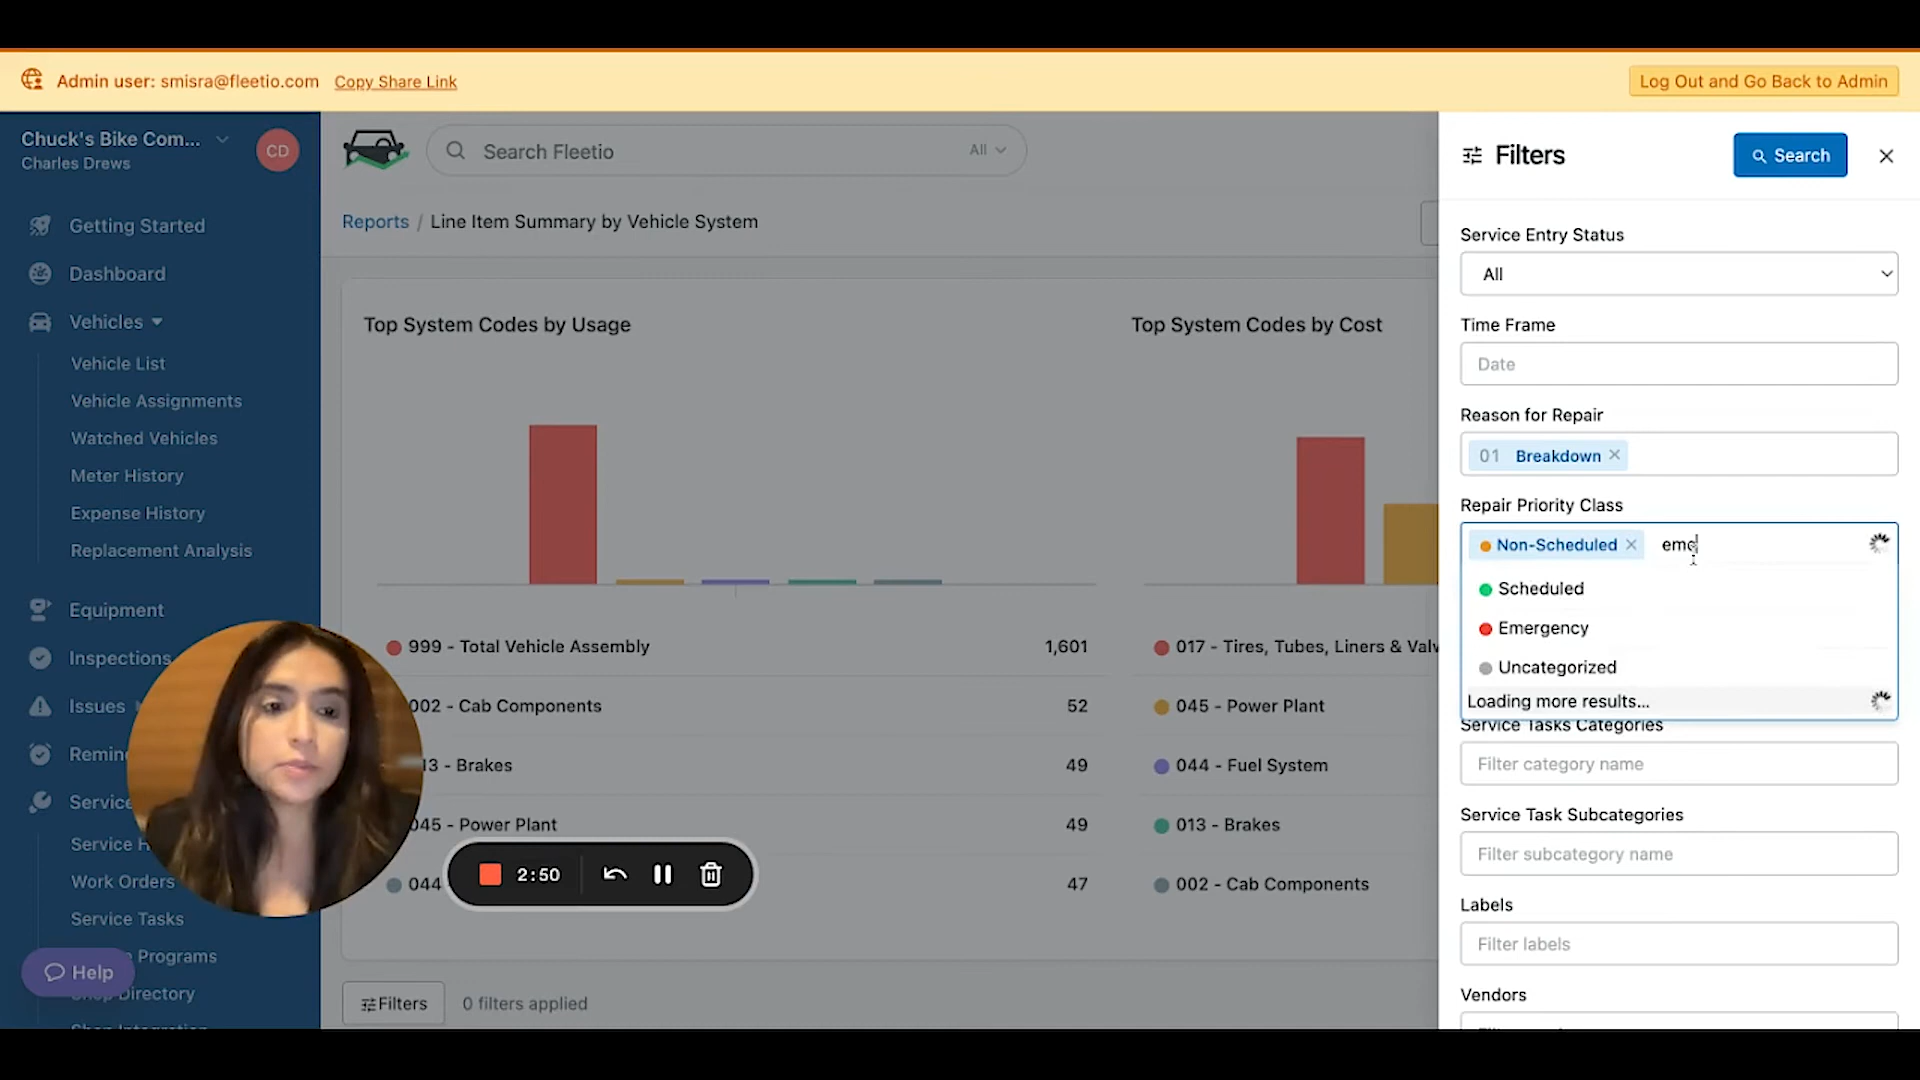 Admin user: smisra@fleetio.com Copy Share Link
Log Out and Go Back to Admin
Chuck's Bike Com...
Charles Drews
CD
Getting Started
Dashboard
Vehicles
Vehicle List
Vehicle Assignments
Watched Vehicles
Meter History
Expense History
Replacement Analysis
Equipment
Inspections
Issues
Remin
Service
Service H
Work Orders
Service Tasks
Programs
Directory
Help
Search Fleetio
All
Reports / Line Item Summary by Vehicle System
Top System Codes by Usage
999 - Total Vehicle Assembly 1,601
002 - Cab Components 52
13 - Brakes 49
045 - Power Plant 49
044 47
2:50
Top System Codes by Cost
017 - Tires, Tubes, Liners & Valv
045 - Power Plant
044 - Fuel System
013 - Brakes
002 - Cab Components
Filters
0 filters applied
Filters
Search
Service Entry Status
All
Time Frame
Date
Reason for Repair
01 Breakdown
Repair Priority Class
Non-Scheduled
Scheduled
Emergency
Uncategorized
Loading more results...
Service Tasks Categories
Filter category name
Service Task Subcategories
Filter subcategory name
Labels
Filter labels
Vendors